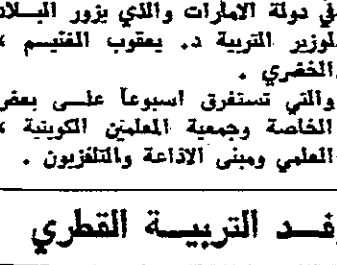 في دولة الامارات والذي يزور البلاد
لوزير التربية د. يعقوب الغنيم ،
الخضري .
والتي تستغرق اسبوعا على بعض
الخاصة وجمعية المعلمين الكويتية ،
العلمي ومبنى الاذاعة والتلفزيون .
وفد التربية القطري